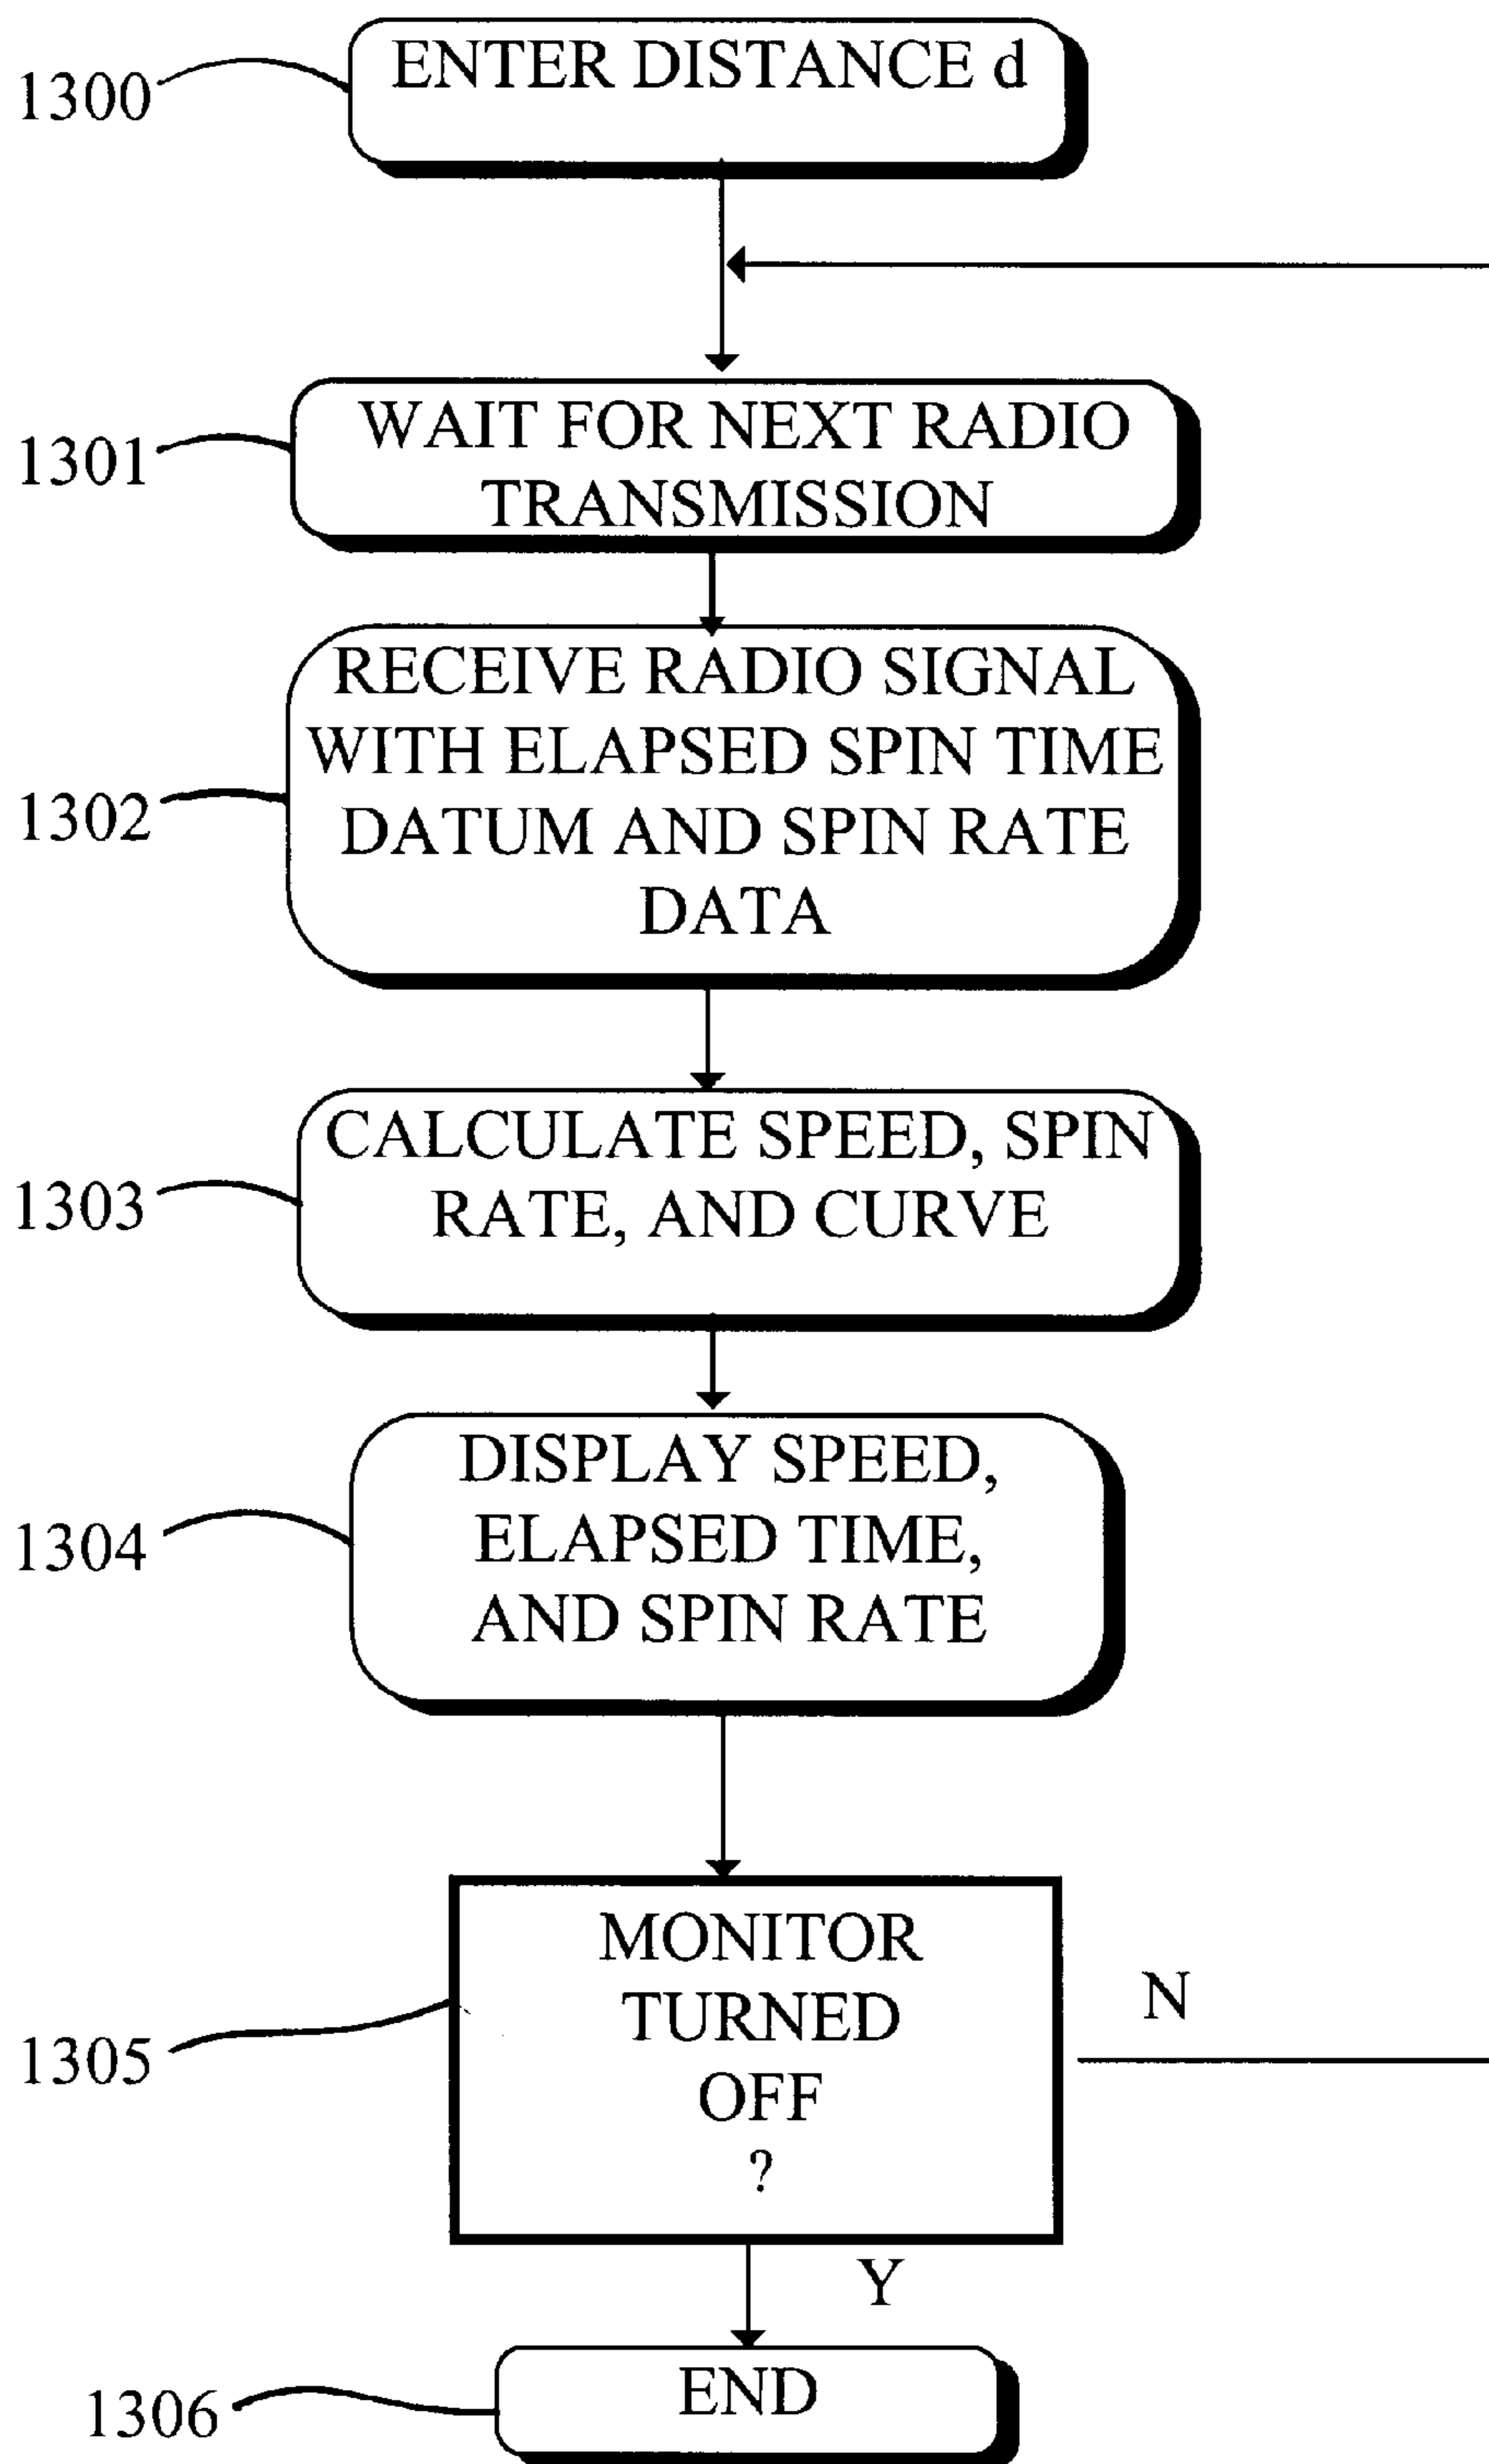 1300
ENTER DISTANCE d
1301
WAIT FOR NEXT RADIO
TRANSMISSION
1302
RECEIVE RADIO SIGNAL
WITH ELAPSED SPIN TIME
DATUM AND SPIN RATE
DATA
1303
CALCULATE SPEED, SPIN
RATE, AND CURVE
1304
DISPLAY SPEED,
ELAPSED TIME,
AND SPIN RATE
1305
MONITOR
TURNED
OFF
?
N
Y
1306
END